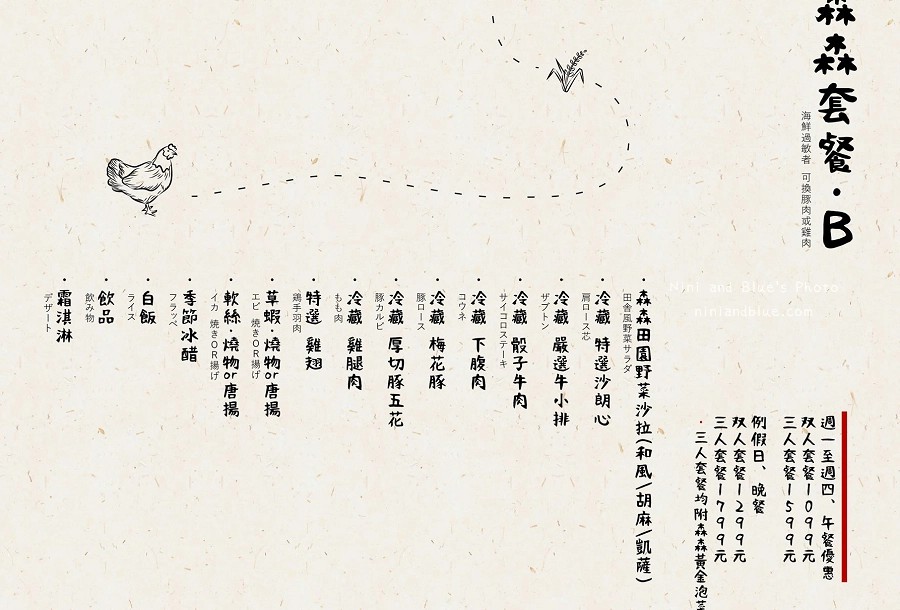 森森套餐・B
海鮮過敏者 可換豚肉或雞肉
週一至週四、午餐優惠
双人套餐1099元
三人套餐1599元
例假日、晚餐
双人套餐1299元
三人套餐1799元
・三人套餐均附森森黃金泡菜
・森森田園野菜沙拉(和風/胡麻/凱薩)
田舎風野菜サラダ
・冷藏 特選沙朗心
肩ロース芯
・冷藏 嚴選牛小排
ザブトン
・冷藏 骰子牛肉
サイコロステーキ
・冷藏 下腹肉
コウネ
・冷藏 梅花豚
豚ロース
・冷藏 厚切豚五花
豚カルビ
・冷藏 雞腿肉
もも肉
・特選 雞翅
鶏手羽肉
・草蝦・燒物or唐揚
エビ 焼きOR揚げ
・軟絲・燒物or唐揚
イカ 焼きOR揚げ
・季節冰醋
フラッペ
・白飯
ライス
・飲品
飲み物
・霜淇淋
デザート
Nini and Blue's Photo
niniandblue.com